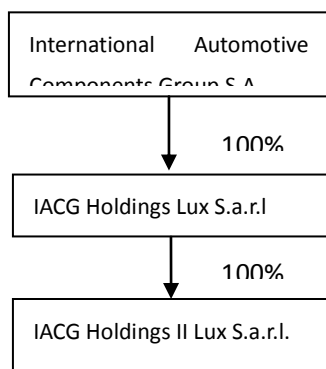 International Automotive
Components Group S.A.
100%
IACG Holdings Lux S.a.r.l
100%
IACG Holdings II Lux S.a.r.l.